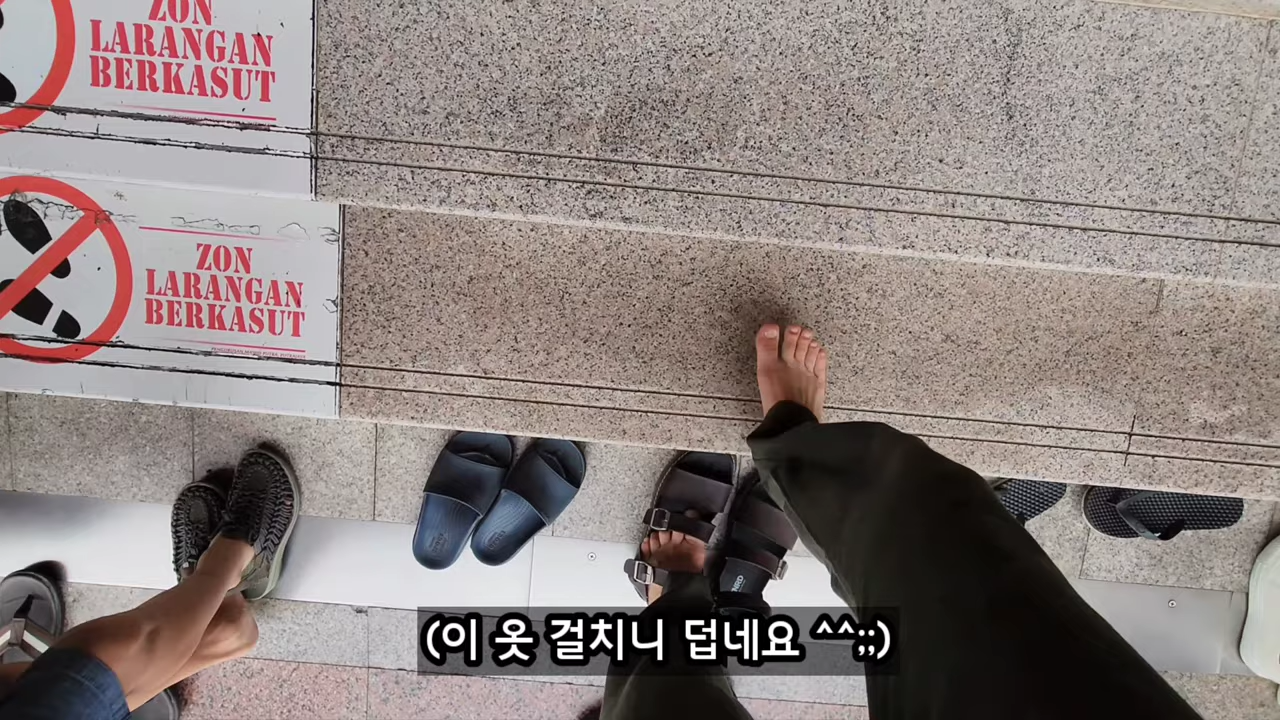 ZON
LARANGAN
BERKASUT
ZON
LARANGAN
BERKASUT
(이 옷 걸치니 덥네요 ^^;;)